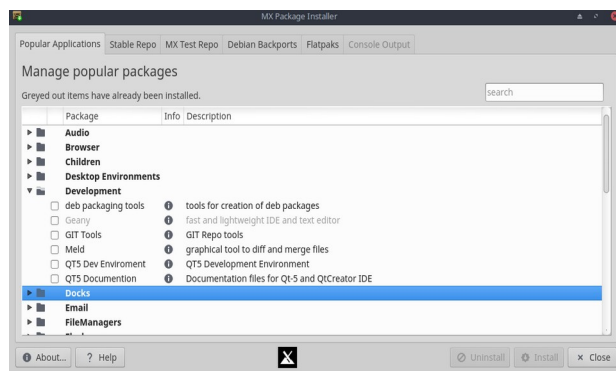 MX Package Installer
Popular Applications Stable Repo MX Test Repo Debian Backports Flatpaks Console Output
Manage popular packages
Greyed out items have already been installed.
search
Package Info Description
Audio
Browser
Children
Desktop Environments
Development
deb packaging tools tools for creation of deb packages
Geany fast and lightweight IDE and text editor
GIT Tools GIT Repo tools
Meld graphical tool to diff and merge files
QT5 Dev Enviroment QT5 Development Environment
QT5 Documention Documentation files for Qt-5 and QtCreator IDE
Docks
Email
FileManagers
About... ? Help Uninstall Install Close